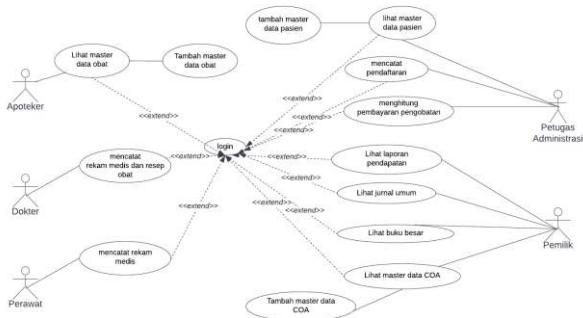 tambah master
data pasien
lihat master
data pasien
Lihat master
data obat
Tambah master
data obat
mencatat
pendaftaran
Apoteker
<<extend>>
<<extend>>
<<extend>>
<<extend>>
menghitung
pembayaran pengobatan
Petugas
Administrasi
login
mencatat
rekam medis dan resep
obat
<<extend>>
<<extend>>
Lihat laporan
pendapatan
Dokter
<<extend>>
Lihat jurnal umum
<<extend>>
<<extend>>
<<extend>>
Lihat buku besar
Pemilik
mencatat rekam
medis
Lihat master data COA
Perawat
Tambah master data
COA